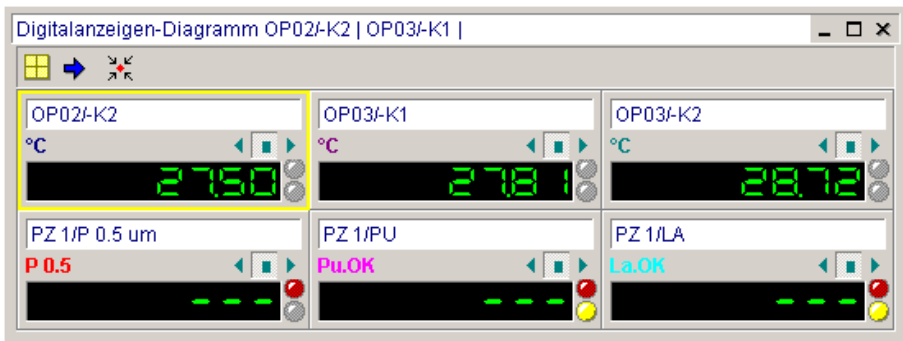 Digitalanzeigen-Diagramm OP02/-K2 | OP03/-K1 |
OP02/-K2
OP03/-K1
OP03/-K2
°C
°C
°C
27.50
27.81
28.72
PZ 1/P 0.5 um
PZ 1/PU
PZ 1/LA
P 0.5
Pu.OK
La.OK
---
---
---